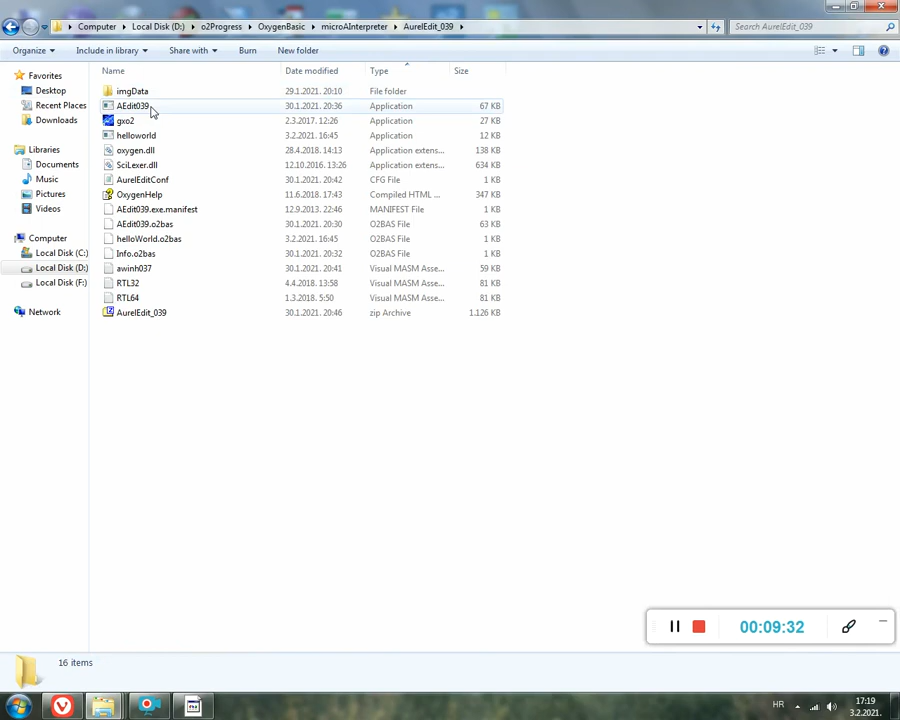 Computer ▸ Local Disk (D:) ▸ o2Progress ▸ OxygenBasic ▸ microAInterpreter ▸ AurelEdit_039 ▸ Search AurelEdit_039
Organize Include in library Share with Burn New folder
Favorites
Desktop
Recent Places
Downloads
Libraries
Documents
Music
Pictures
Videos
Computer
Local Disk (C:)
Local Disk (D:)
Local Disk (F:)
Network
Name Date modified Type Size
imgData 29.1.2021. 20:10 File folder
AEdit039 30.1.2021. 20:36 Application 67 KB
gxo2 2.3.2017. 12:26 Application 27 KB
helloworld 3.2.2021. 16:45 Application 12 KB
oxygen.dll 28.4.2018. 14:13 Application extens... 138 KB
SciLexer.dll 12.10.2016. 13:26 Application extens... 634 KB
AurelEditConf 30.1.2021. 20:42 CFG File 1 KB
OxygenHelp 11.6.2018. 17:43 Compiled HTML ... 347 KB
AEdit039.exe.manifest 12.9.2013. 22:46 MANIFEST File 1 KB
AEdit039.o2bas 30.1.2021. 20:30 O2BAS File 63 KB
helloWorld.o2bas 3.2.2021. 16:45 O2BAS File 1 KB
Info.o2bas 30.1.2021. 20:32 O2BAS File 1 KB
awinh037 30.1.2021. 20:41 Visual MASM Asse... 59 KB
RTL32 4.4.2018. 13:58 Visual MASM Asse... 81 KB
RTL64 1.3.2018. 5:50 Visual MASM Asse... 81 KB
AurelEdit_039 30.1.2021. 20:46 zip Archive 1.126 KB
00:09:32
16 items
HR 17:19
3.2.2021.